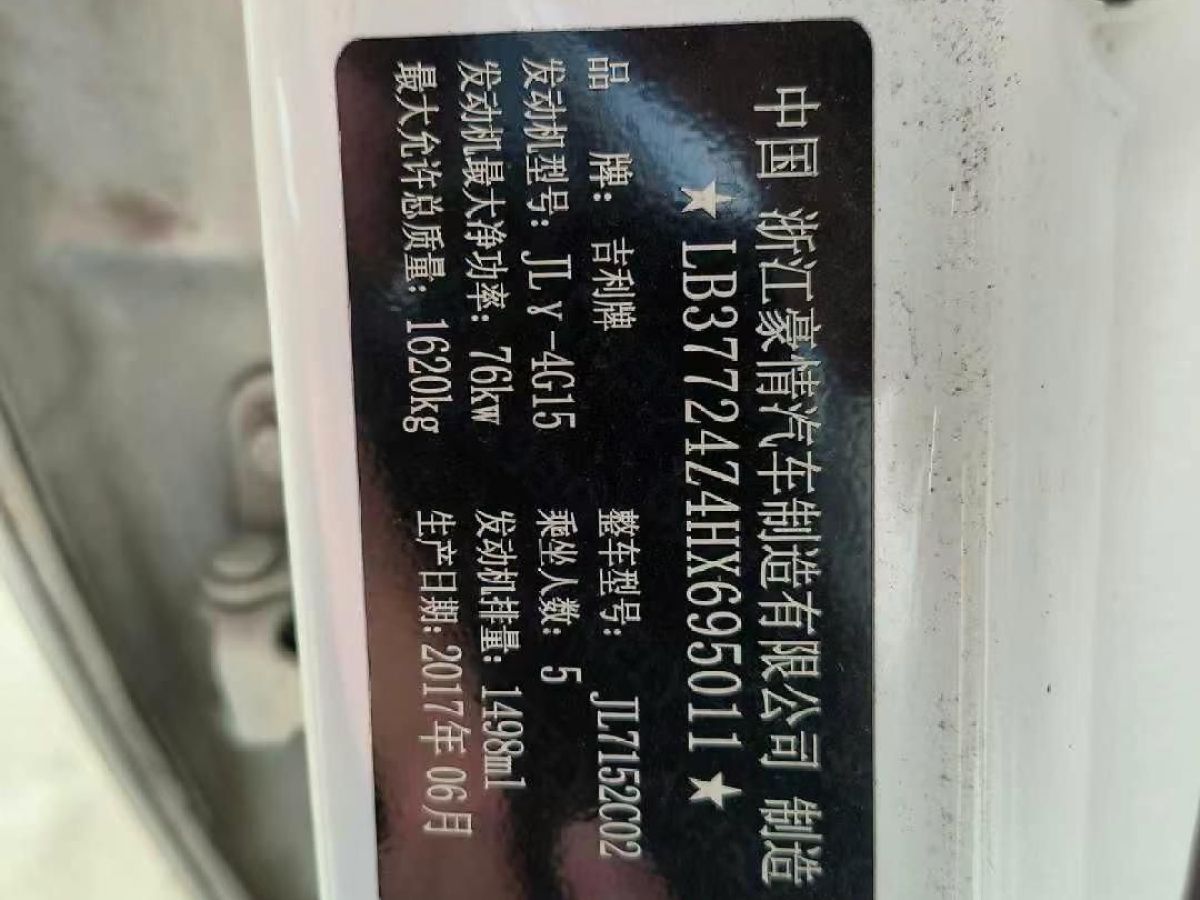 中国 浙江豪情汽车制造有限公司 制造
★LB37724Z4HX695011★
品 牌：吉利牌 整车型号：JL7152C02
发动机型号：JLγ-4G15 乘坐人数：5
发动机最大净功率：76kw 发动机排量：1498ml
最大允许总质量：1620kg 生产日期：2017年06月